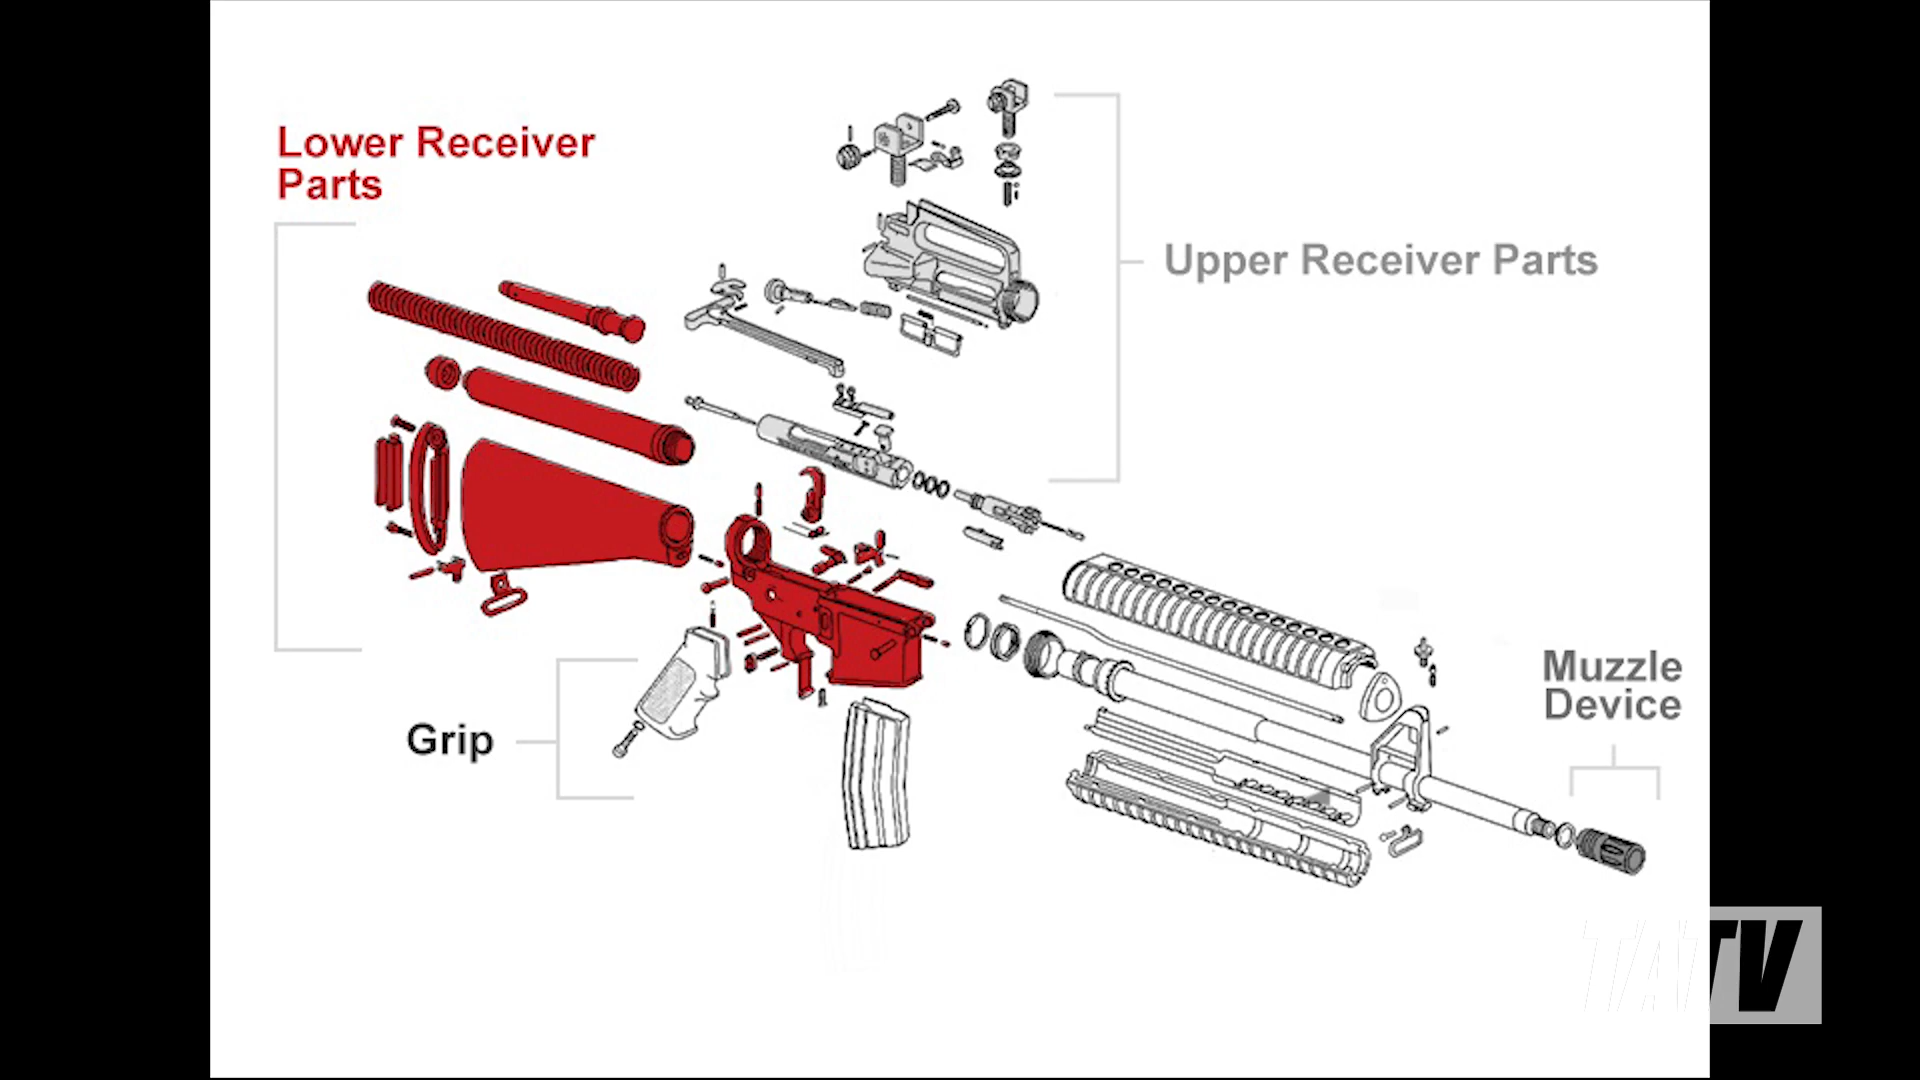 Lower Receiver
Parts
Upper Receiver Parts
Grip
Muzzle
Device
TATV